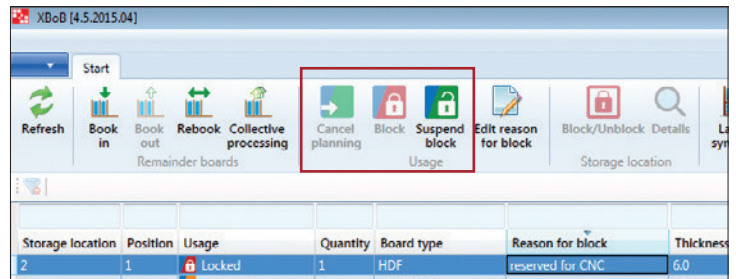 XBoB [4.5.2015.04]
Start
Refresh Book in Book out Rebook Collective processing Cancel planning Block Suspend block Edit reason for block Block/Unblock Details
Remainder boards Usage Storage location
Storage location Position Usage Quantity Board type Reason for block Thickness
2 1 Locked 1 HDF reserved for CNC 6.0